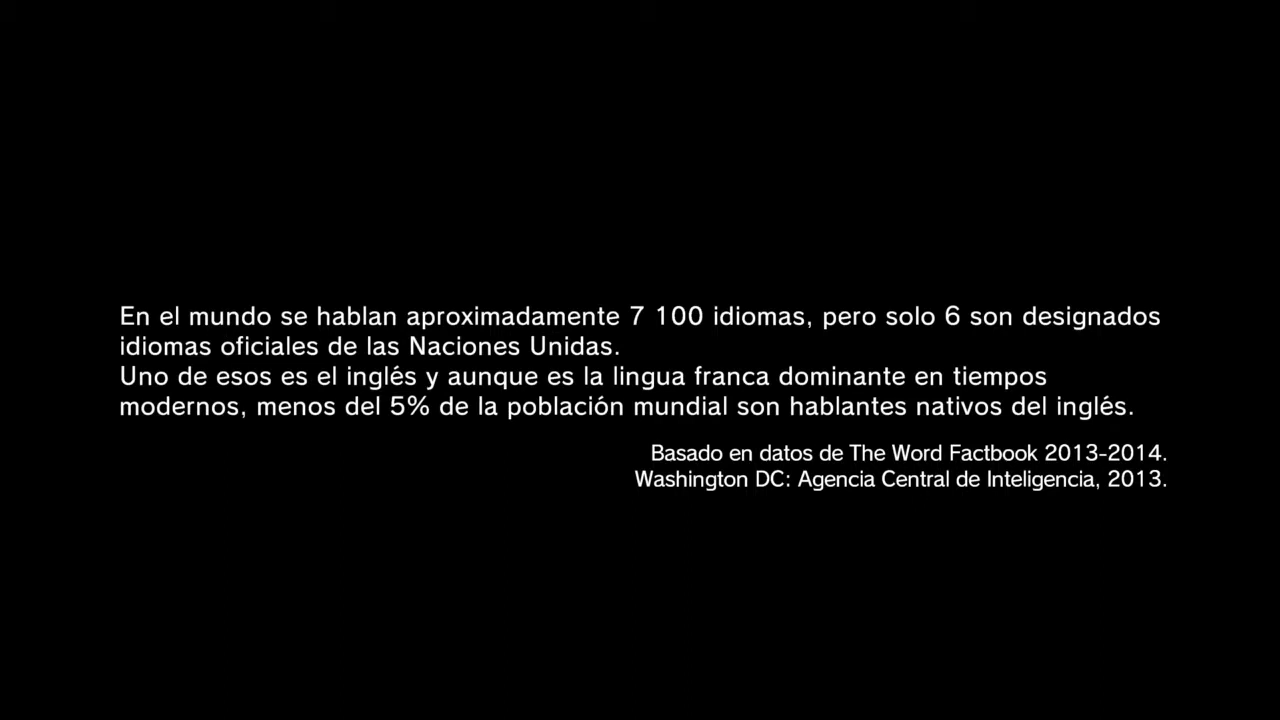 En el mundo se hablan aproximadamente 7 100 idiomas, pero solo 6 son designados
idiomas oficiales de las Naciones Unidas.
Uno de esos es el inglés y aunque es la lingua franca dominante en tiempos
modernos, menos del 5% de la población mundial son hablantes nativos del inglés.
Basado en datos de The Word Factbook 2013-2014.
Washington DC: Agencia Central de Inteligencia, 2013.